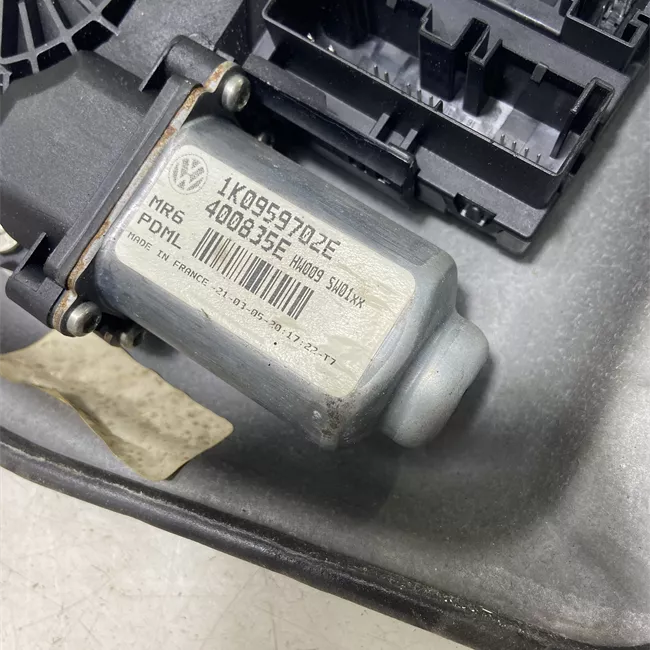 1K0959702E
400835E HW009 SW01XX
MR6
PDML
MADE IN FRANCE -21-03-05-20:17:22-T7